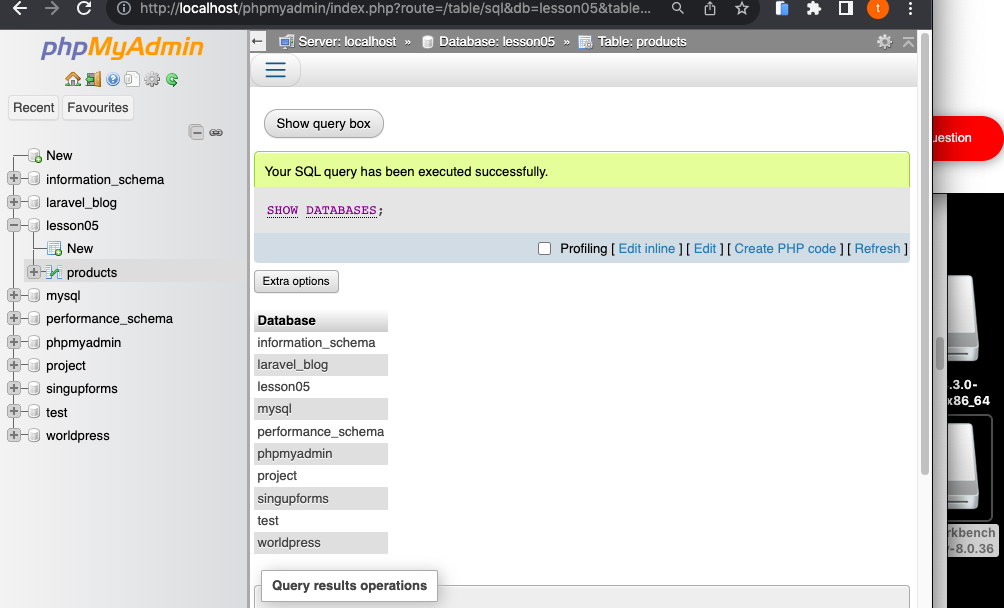 http://localhost/phpmyadmin/index.php?route=/table/sql&db=lesson05&table...
t
phpMyAdmin
Recent
Favourites
New
information_schema
laravel_blog
lesson05
New
products
mysql
performance_schema
phpmyadmin
project
singupforms
test
worldpress
Server: localhost » Database: lesson05 » Table: products
Show query box
Your SQL query has been executed successfully.
SHOW DATABASES;
Profiling [ Edit inline ] [ Edit ] [ Create PHP code ] [ Refresh ]
Extra options
Database
information_schema
laravel_blog
lesson05
mysql
performance_schema
phpmyadmin
project
singupforms
test
worldpress
Query results operations
uestion
.3.0-
x86_64
rkbench
-8.0.36